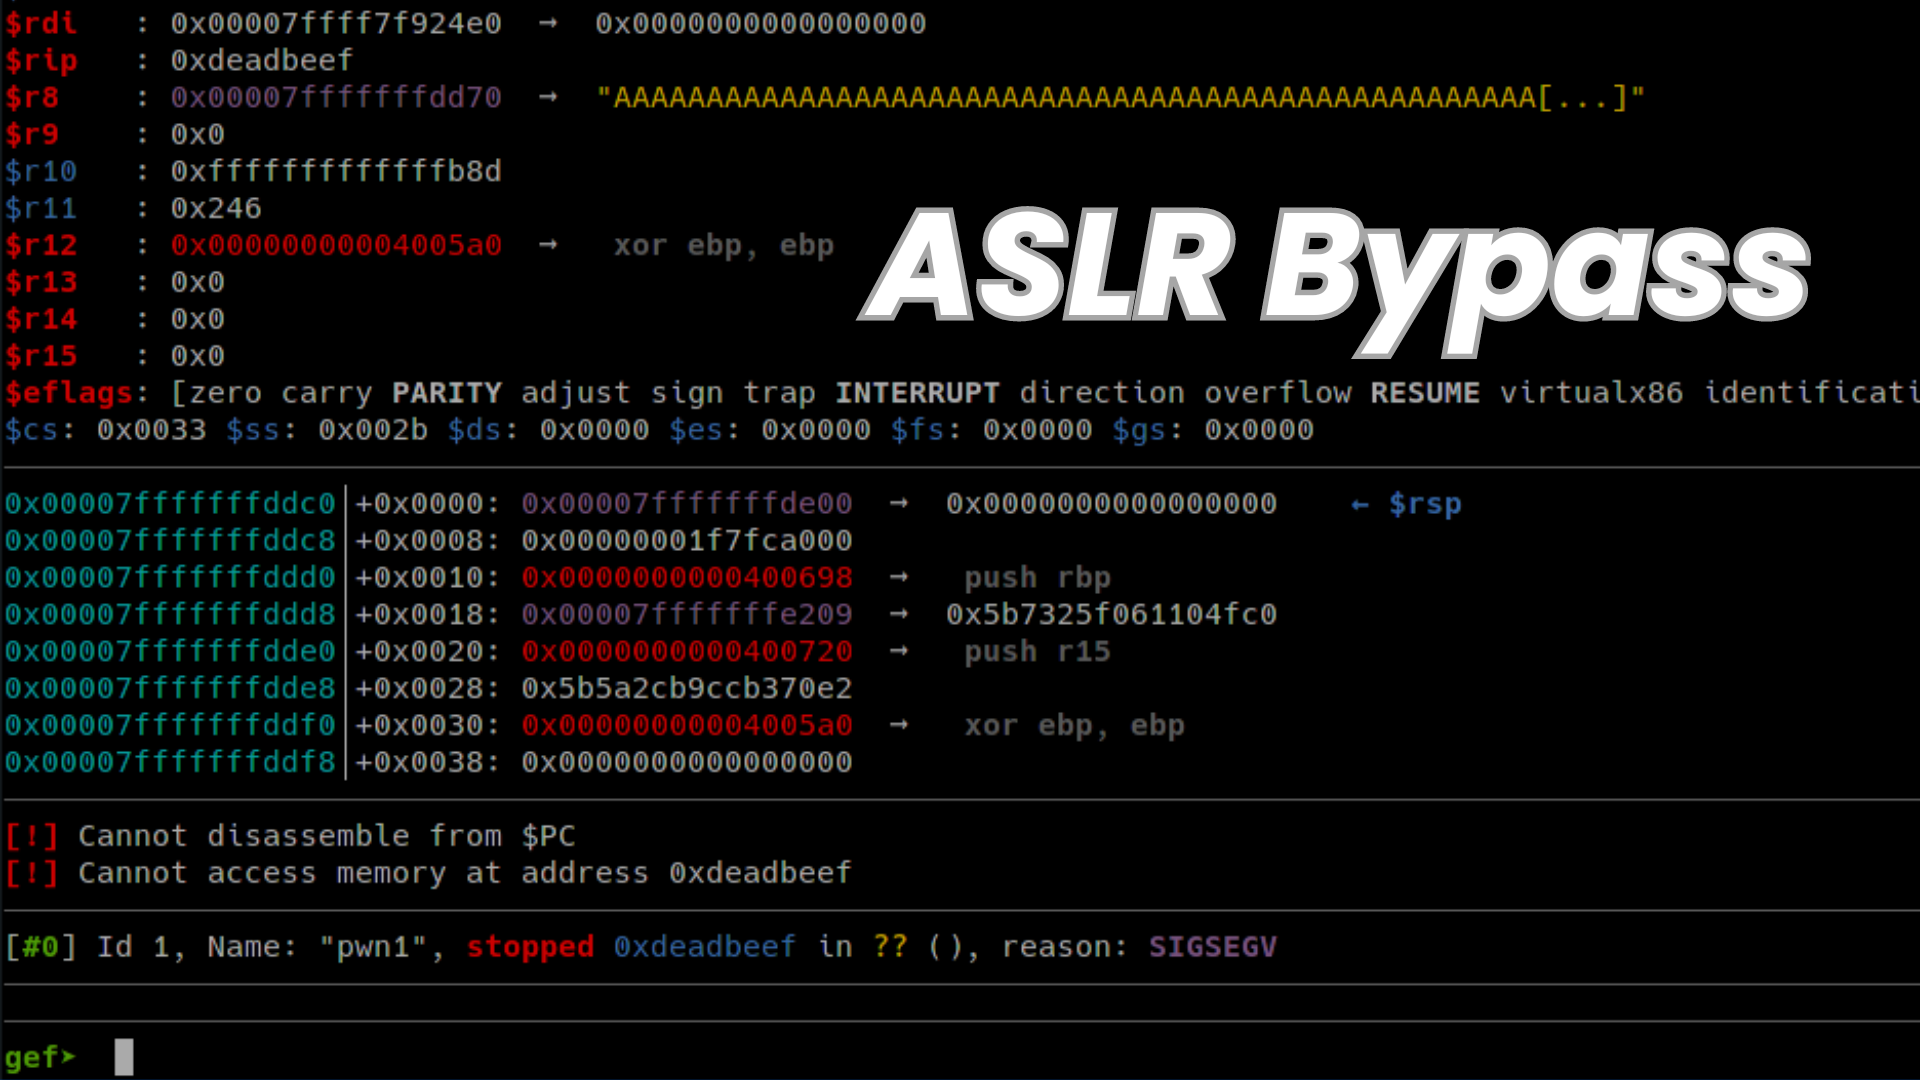 $rdi   : 0x00007ffff7f924e0  →  0x0000000000000000
$rip   : 0xdeadbeef
$r8    : 0x00007fffffffdd70  →  "AAAAAAAAAAAAAAAAAAAAAAAAAAAAAAAAAAAAAAAAAAAAAAAAAA[...]"
$r9    : 0x0
$r10   : 0xfffffffffffffb8d
$r11   : 0x246
$r12   : 0x00000000004005a0  →   xor ebp, ebp
ASLR Bypass
$r13   : 0x0
$r14   : 0x0
$r15   : 0x0
$eflags: [zero carry PARITY adjust sign trap INTERRUPT direction overflow RESUME virtualx86 identificati
$cs: 0x0033 $ss: 0x002b $ds: 0x0000 $es: 0x0000 $fs: 0x0000 $gs: 0x0000
0x00007fffffffddc0│+0x0000: 0x00007fffffffde00  →  0x0000000000000000    ← $rsp
0x00007fffffffddc8│+0x0008: 0x00000001f7fca000
0x00007fffffffddd0│+0x0010: 0x0000000000400698  →   push rbp
0x00007fffffffddd8│+0x0018: 0x00007fffffffe209  →  0x5b7325f061104fc0
0x00007fffffffdde0│+0x0020: 0x0000000000400720  →   push r15
0x00007fffffffdde8│+0x0028: 0x5b5a2cb9ccb370e2
0x00007fffffffddf0│+0x0030: 0x00000000004005a0  →   xor ebp, ebp
0x00007fffffffddf8│+0x0038: 0x0000000000000000
[!] Cannot disassemble from $PC
[!] Cannot access memory at address 0xdeadbeef
[#0] Id 1, Name: "pwn1", stopped 0xdeadbeef in ?? (), reason: SIGSEGV
gef➤